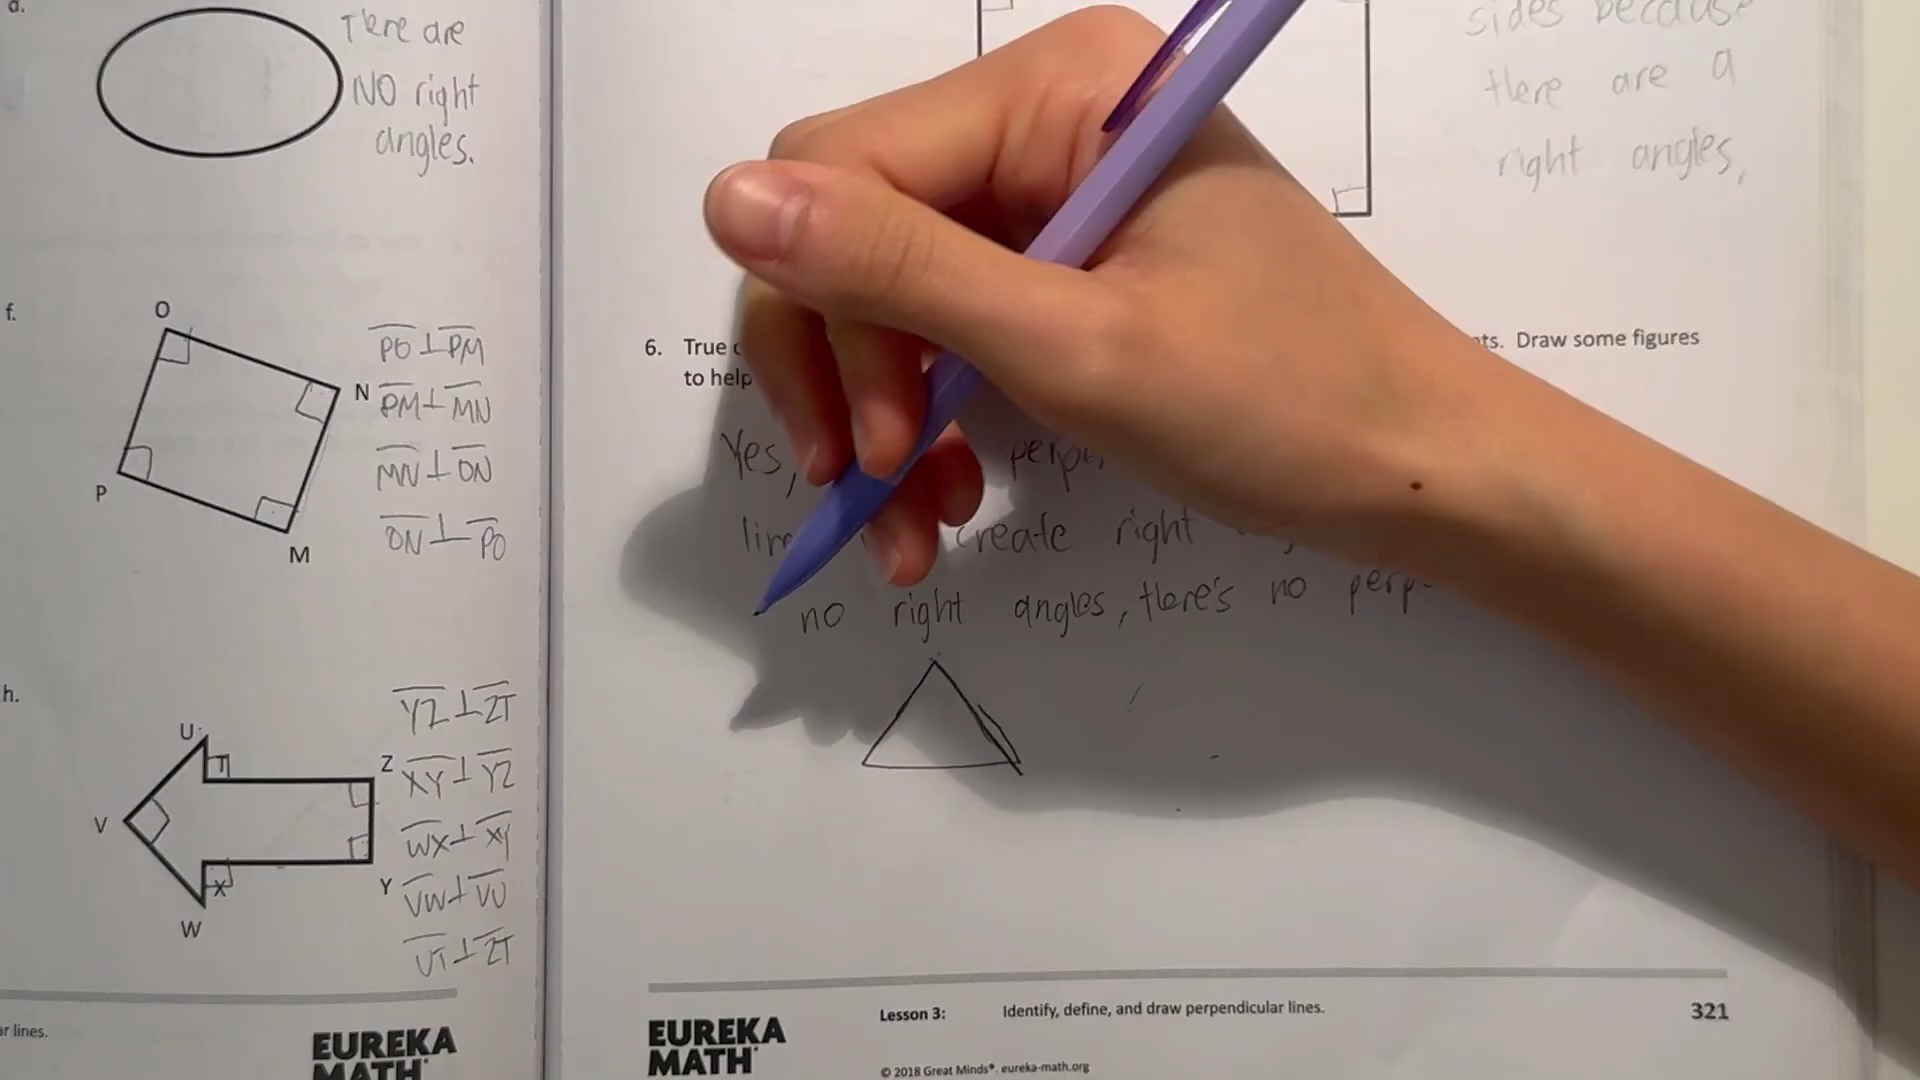 There are
NO right
angles.
f.
O
N
P
M
PO⊥PM
PM⊥MN
MN⊥ON
ON⊥PO
h.
U
Z
V
T
X
Y
W
YZ⊥ZT
XY⊥YZ
WX⊥XY
VW⊥VU
UT⊥ZT
lines.
EUREKA
MATH
sides because
there are a
right angles,
6. True Draw some figures
to help
Yes,
create right
no right angles, there's no perp-
EUREKA
MATH
Lesson 3: Identify, define, and draw perpendicular lines.
321
© 2018 Great Minds®. eureka-math.org